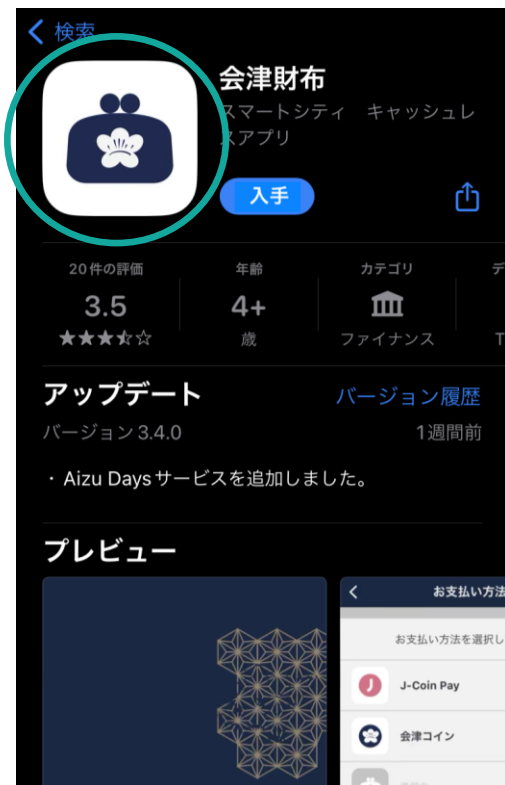 検索
会津財布
スマートシティ キャッシュレ
スアプリ
入手
20件の評価
3.5
年齢
4+
歳
カテゴリ
ファイナンス
デ
T
アップデート
バージョン履歴
バージョン 3.4.0
1週間前
・Aizu Days サービスを追加しました。
プレビュー
お支払い方法
お支払い方法を選択し
J-Coin Pay
会津コイン